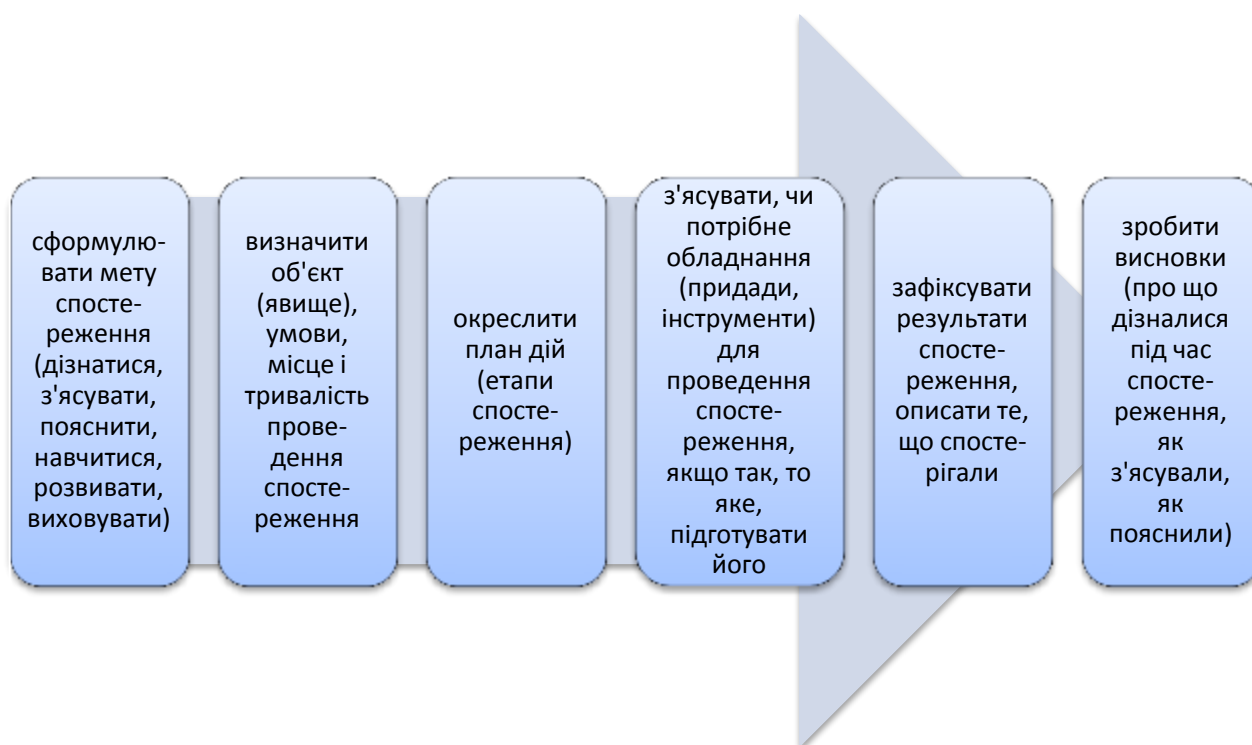 сформулю-
вати мету
спосте-
реження
(дізнатися,
з'ясувати,
пояснити,
навчитися,
розвивати,
виховувати)
визначити
об'єкт
(явище),
умови,
місце і
тривалість
прове-
дення
спосте-
реження
окреслити
план дій
(етапи
спосте-
реження)
з'ясувати, чи
потрібне
обладнання
(придади,
інструменти)
для
проведення
спосте-
реження,
якщо так, то
яке,
підготувати
його
зафіксувати
результати
спосте-
реження,
описати те,
що спосте-
рігали
зробити
висновки
(про що
дізналися
під час
спосте-
реження,
як
з'ясували,
як
пояснили)